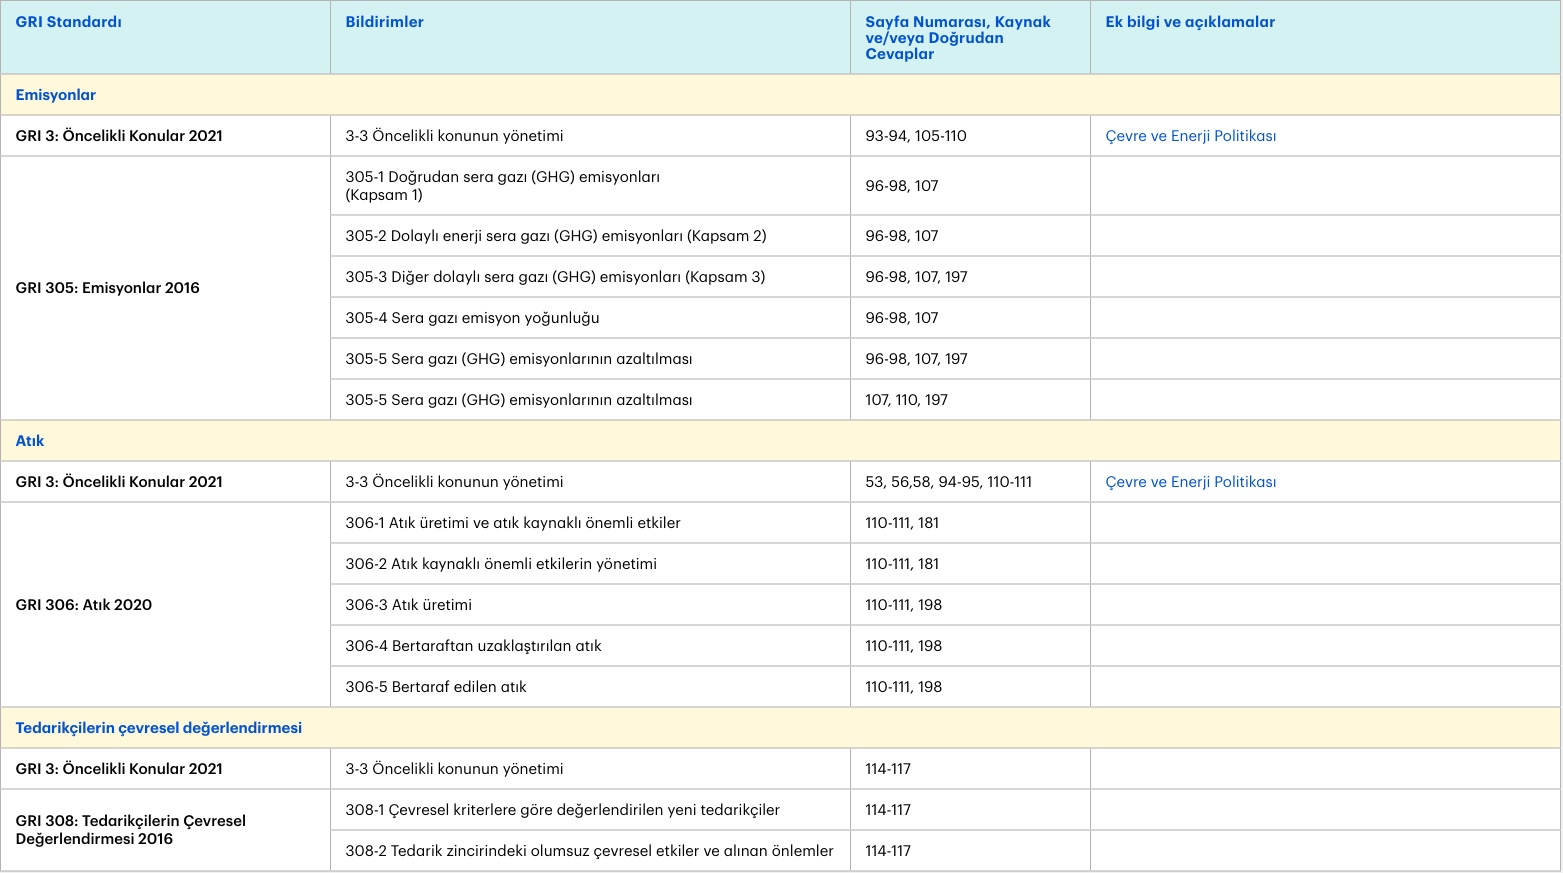 GRI Standardı
Bildirimler
Sayfa Numarası, Kaynak
ve/veya Doğrudan
Cevaplar
Ek bilgi ve açıklamalar
Emisyonlar
GRI 3: Öncelikli Konular 2021
3-3 Öncelikli konunun yönetimi
93-94, 105-110
Çevre ve Enerji Politikası
GRI 305: Emisyonlar 2016
305-1 Doğrudan sera gazı (GHG) emisyonları
(Kapsam 1)
96-98, 107
305-2 Dolaylı enerji sera gazı (GHG) emisyonları (Kapsam 2)
96-98, 107
305-3 Diğer dolaylı sera gazı (GHG) emisyonları (Kapsam 3)
96-98, 107, 197
305-4 Sera gazı emisyon yoğunluğu
96-98, 107
305-5 Sera gazı (GHG) emisyonlarının azaltılması
96-98, 107, 197
305-5 Sera gazı (GHG) emisyonlarının azaltılması
107, 110, 197
Atık
GRI 3: Öncelikli Konular 2021
3-3 Öncelikli konunun yönetimi
53, 56,58, 94-95, 110-111
Çevre ve Enerji Politikası
GRI 306: Atık 2020
306-1 Atık üretimi ve atık kaynaklı önemli etkiler
110-111, 181
306-2 Atık kaynaklı önemli etkilerin yönetimi
110-111, 181
306-3 Atık üretimi
110-111, 198
306-4 Bertaraftan uzaklaştırılan atık
110-111, 198
306-5 Bertaraf edilen atık
110-111, 198
Tedarikçilerin çevresel değerlendirmesi
GRI 3: Öncelikli Konular 2021
3-3 Öncelikli konunun yönetimi
114-117
GRI 308: Tedarikçilerin Çevresel
Değerlendirmesi 2016
308-1 Çevresel kriterlere göre değerlendirilen yeni tedarikçiler
114-117
308-2 Tedarik zincirindeki olumsuz çevresel etkiler ve alınan önlemler
114-117